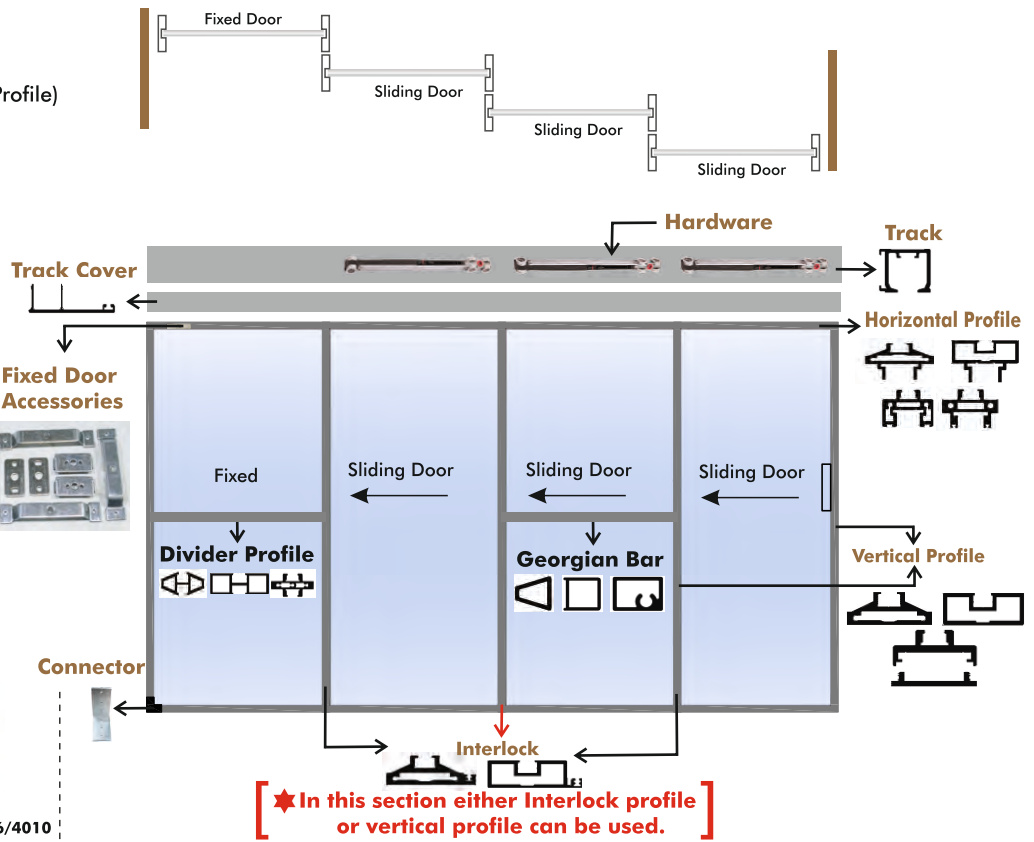 Fixed Door
Profile)
Sliding Door
Sliding Door
Sliding Door
Hardware
Track
Track Cover
Horizontal Profile
Fixed Door
Accessories
Fixed
Sliding Door
Sliding Door
Sliding Door
Divider Profile
Georgian Bar
Vertical Profile
Connector
Interlock
[ ✶ In this section either Interlock profile
or vertical profile can be used. ]
6/4010